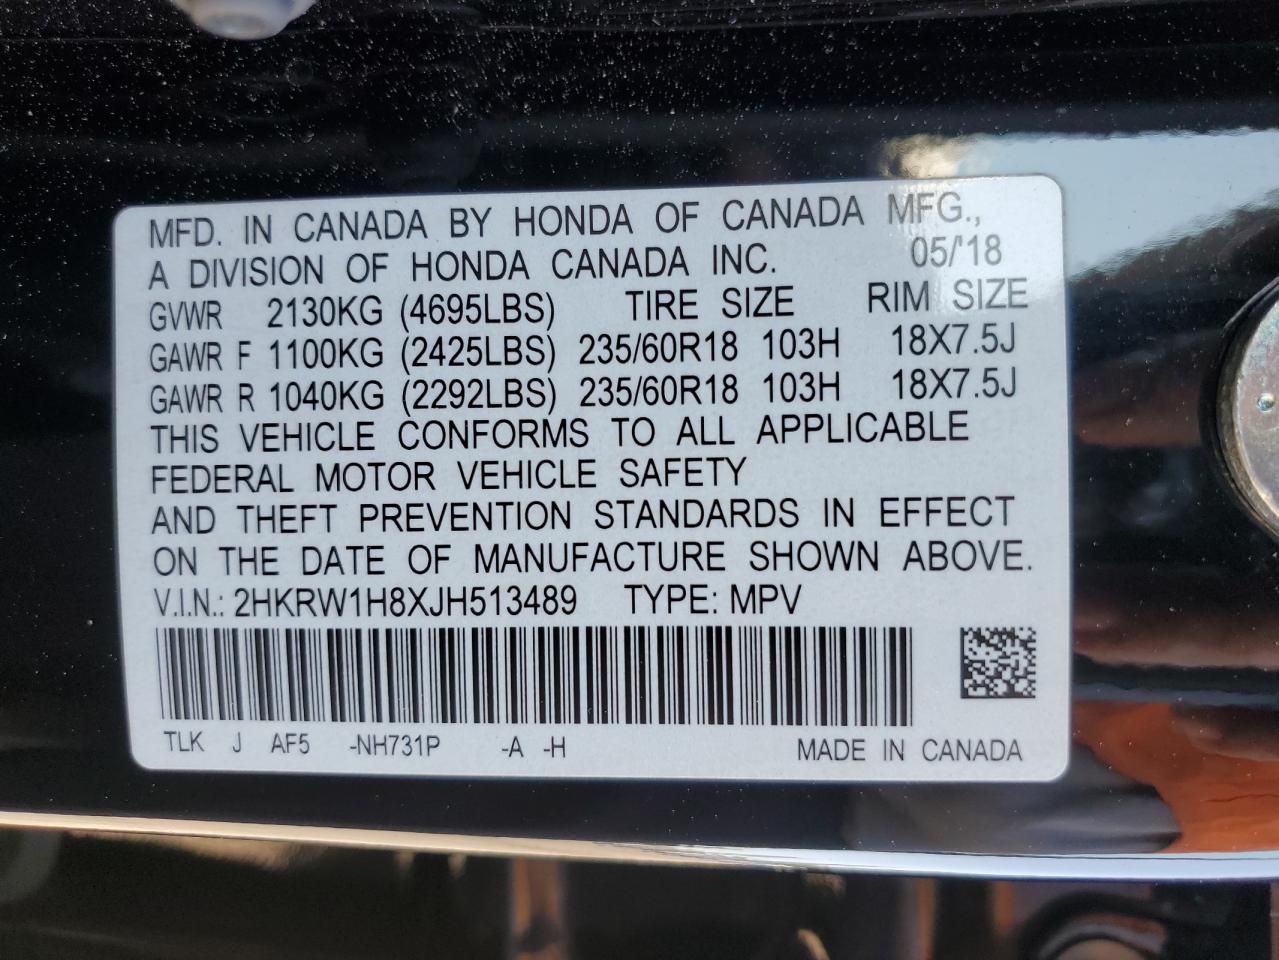 MFD. IN CANADA BY HONDA OF CANADA MFG.,
A DIVISION OF HONDA CANADA INC. 05/'18
GVWR 2130KG (4695LBS) TIRE SIZE RIM SIZE
GAWR F 1100KG (2425LBS) 235/60R18 103H 18X7.5J
GAWR R 1040KG (2292LBS) 235/60R18 103H 18X7.5J
THIS VEHICLE CONFORMS TO ALL APPLICABLE
FEDERAL MOTOR VEHICLE SAFETY
AND THEFT PREVENTION STANDARDS IN EFFECT
ON THE DATE OF MANUFACTURE SHOWN ABOVE.
V.I.N.: 2HKRW1H8XJH513489 TYPE: MPV
TLK J AF5 -NH731P -A -H MADE IN CANADA